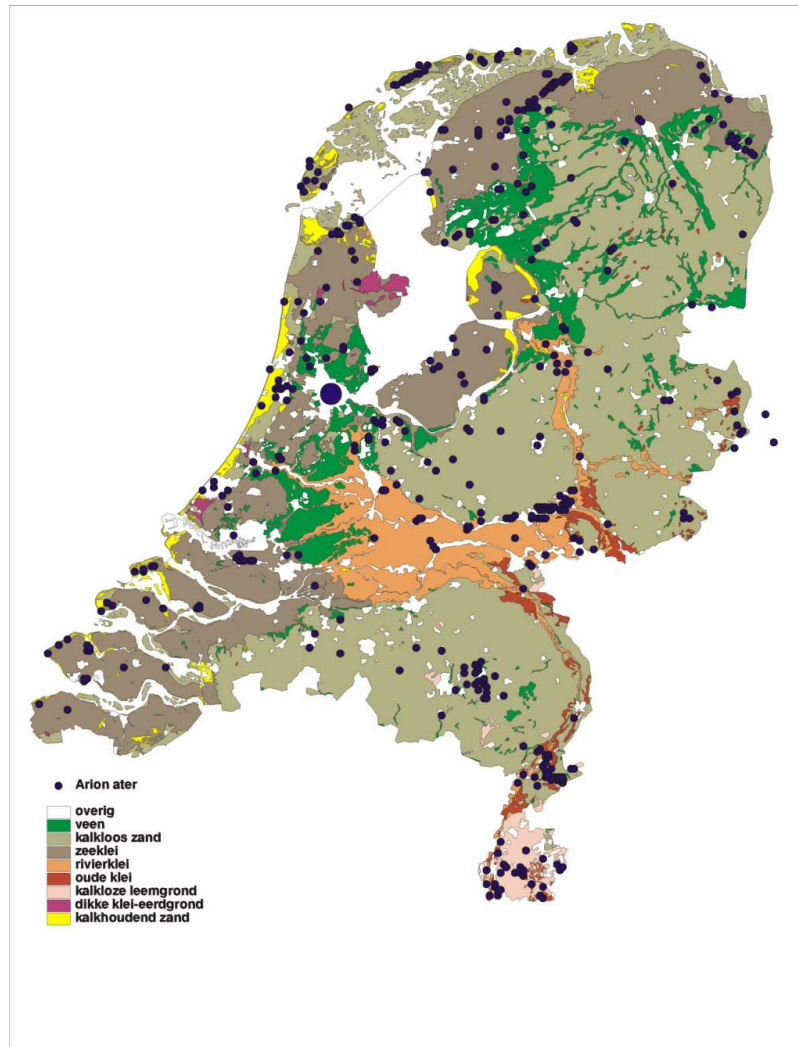 Arion ater
overig
veen
kalkloos zand
zeeklei
rivierklei
oude klei
kalkloze leemgrond
dikke klei-eerdgrond
kalkhoudend zand